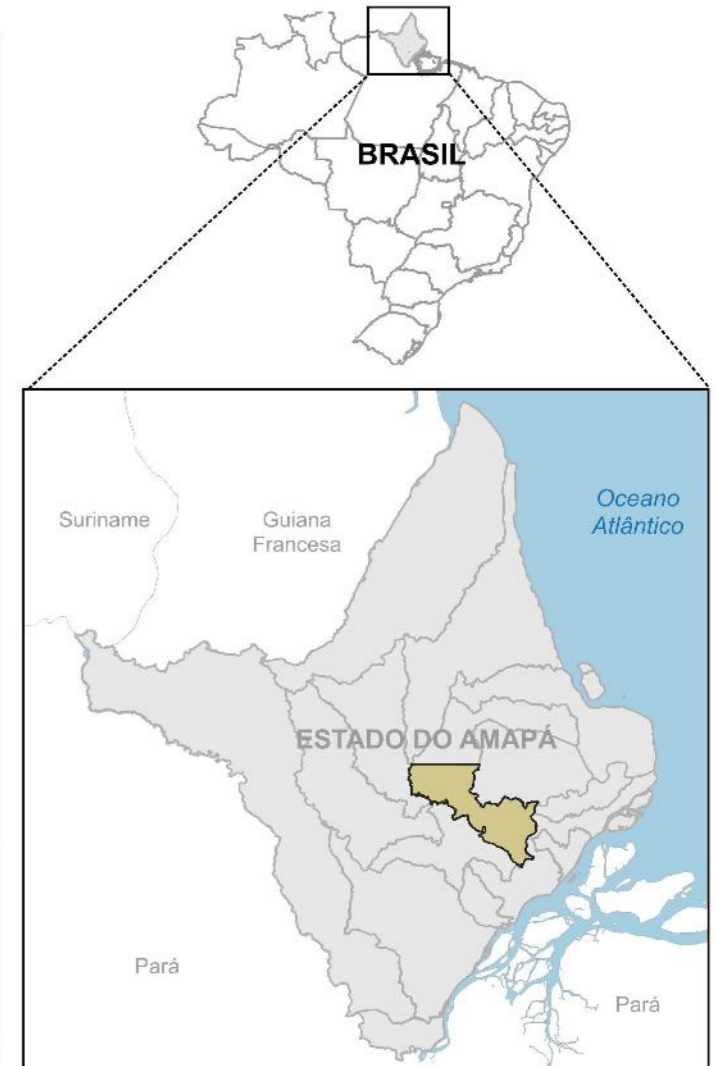 BRASIL
Oceano
Atlântico
Suriname
Guiana
Francesa
ESTADO DO AMAPÁ
Pará
Pará